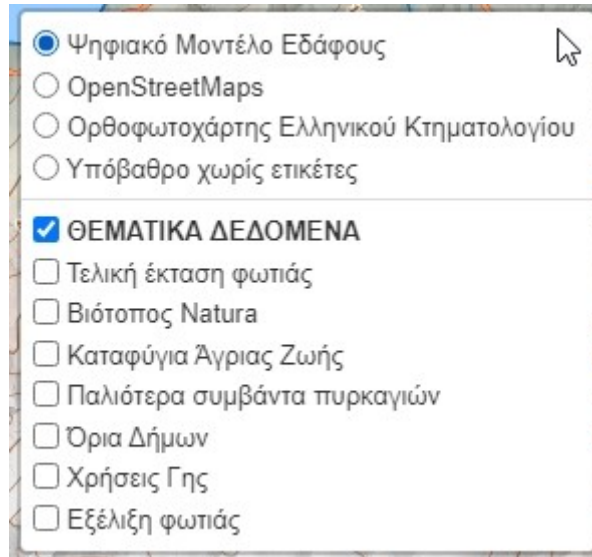 Ψηφιακό Μοντέλο Εδάφους
OpenStreetMaps
Ορθοφωτοχάρτης Ελληνικού Κτηματολογίου
Υπόβαθρο χωρίς ετικέτες
ΘΕΜΑΤΙΚΑ ΔΕΔΟΜΕΝΑ
Τελική έκταση φωτιάς
Βιότοπος Natura
Καταφύγια Άγριας Ζωής
Παλιότερα συμβάντα πυρκαγιών
Όρια Δήμων
Χρήσεις Γης
Εξέλιξη φωτιάς